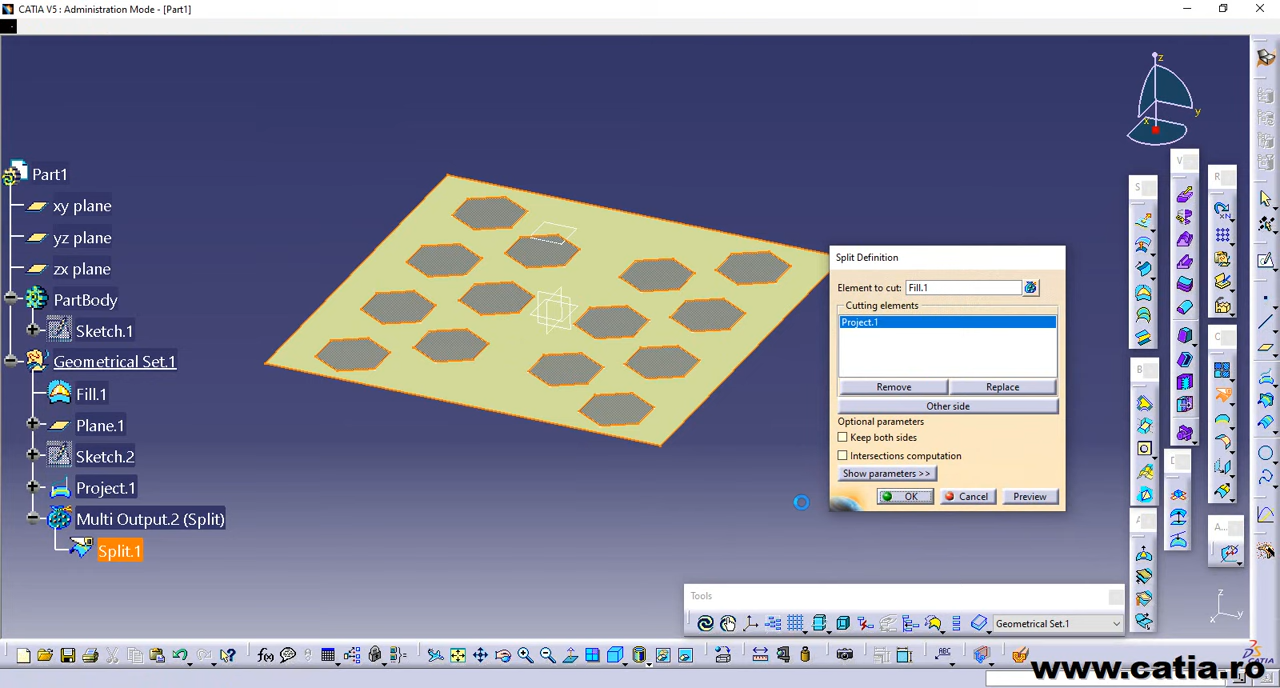 CATIA V5 : Administration Mode - [Part1]
Part1
xy plane
yz plane
zx plane
PartBody
Sketch.1
Geometrical Set.1
Fill.1
Plane.1
Sketch.2
Project.1
Multi Output.2 (Split)
Split.1
z
y
x
V
R
S
Split Definition
Element to cut: Fill.1
Cutting elements
Project.1
Remove Replace
Other side
Optional parameters
Keep both sides
Intersections computation
Show parameters >>
OK Cancel Preview
C
B
D
A
A...
Tools
Geometrical Set.1
z
y
x
f(x)
ABC
CATIA
www.catia.ro